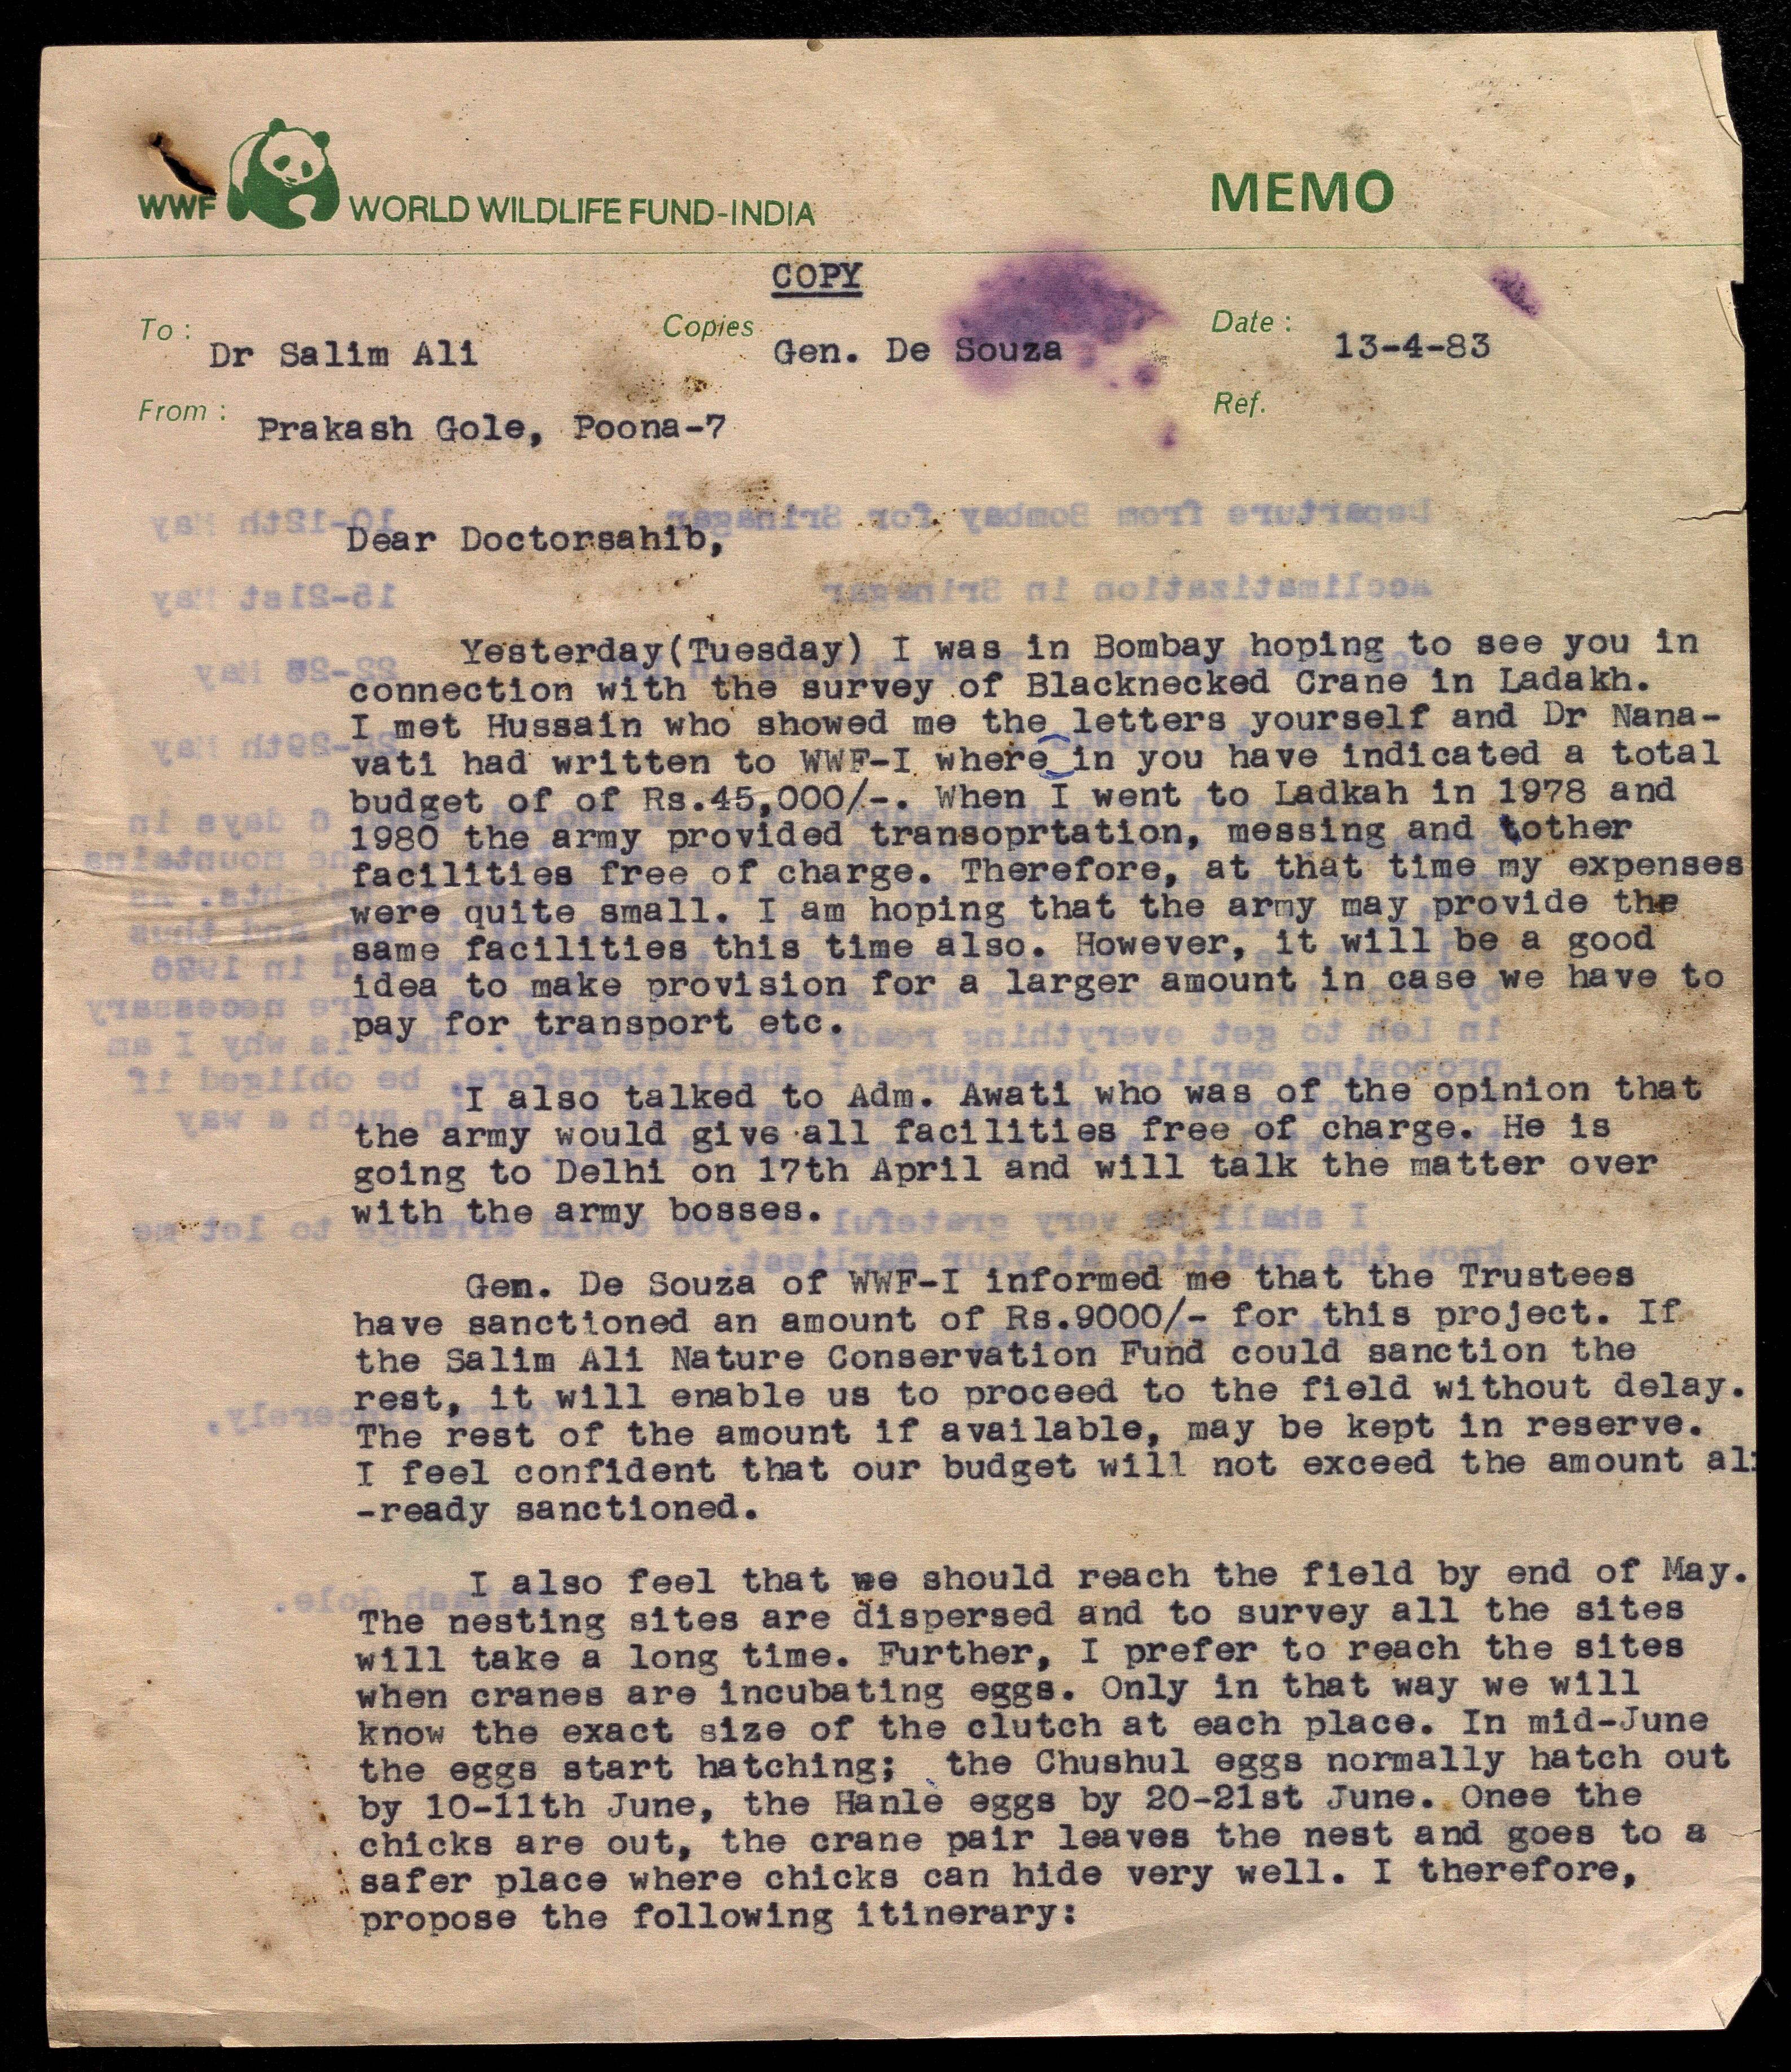 WWF WORLD WILDLIFE FUND-INDIA MEMO
COPY
To: Dr Salim Ali Copies Gen. De Souza Date: 13-4-83
From: Prakash Gole, Poona-7 Ref.
Dear Doctorsahib,
Yesterday(Tuesday) I was in Bombay hoping to see you in
connection with the survey of Blacknecked Crane in Ladakh.
I met Hussain who showed me the letters yourself and Dr Nana-
vati had written to WWF-I where in you have indicated a total
budget of of Rs.45,000/-. When I went to Ladkah in 1978 and
1980 the army provided transoprtation, messing and tother
facilities free of charge. Therefore, at that time my expenses
were quite small. I am hoping that the army may provide the
same facilities this time also. However, it will be a good
idea to make provision for a larger amount in case we have to
pay for transport etc.
I also talked to Adm. Awati who was of the opinion that
the army would give all facilities free of charge. He is
going to Delhi on 17th April and will talk the matter over
with the army bosses.
Gen. De Souza of WWF-I informed me that the Trustees
have sanctioned an amount of Rs.9000/- for this project. If
the Salim Ali Nature Conservation Fund could sanction the
rest, it will enable us to proceed to the field without delay.
The rest of the amount if available, may be kept in reserve.
I feel confident that our budget will not exceed the amount al
-ready sanctioned.
I also feel that we should reach the field by end of May.
The nesting sites are dispersed and to survey all the sites
will take a long time. Further, I prefer to reach the sites
when cranes are incubating eggs. Only in that way we will
know the exact size of the clutch at each place. In mid-June
the eggs start hatching; the Chushul eggs normally hatch out
by 10-11th June, the Hanle eggs by 20-21st June. Onee the
chicks are out, the crane pair leaves the nest and goes to a
safer place where chicks can hide very well. I therefore,
propose the following itinerary: